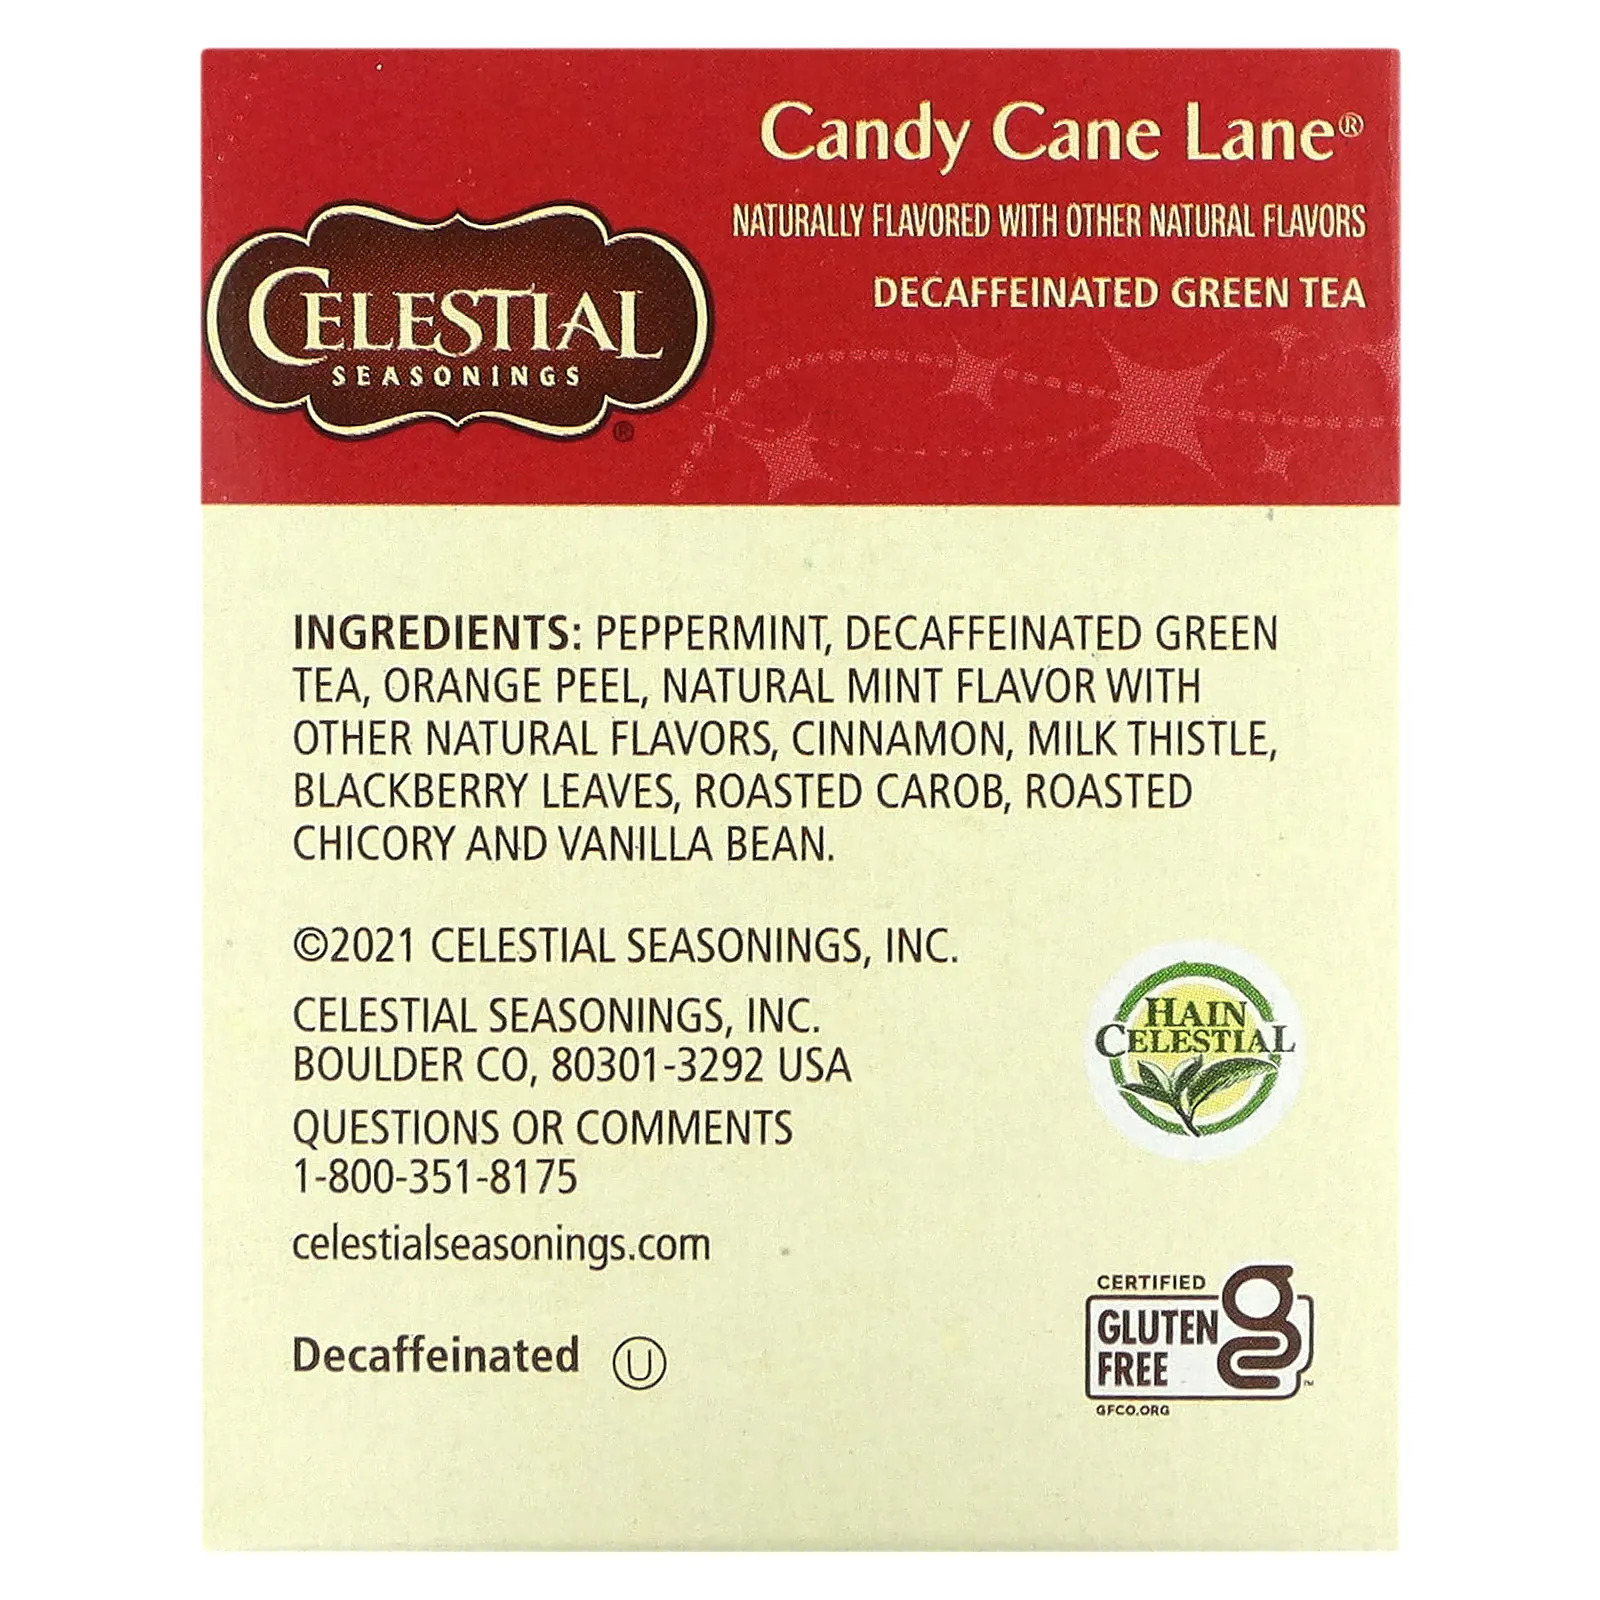 Candy Cane Lane®
NATURALLY FLAVORED WITH OTHER NATURAL FLAVORS
DECAFFEINATED GREEN TEA
CELESTIAL
SEASONINGS
®
INGREDIENTS: PEPPERMINT, DECAFFEINATED GREEN
TEA, ORANGE PEEL, NATURAL MINT FLAVOR WITH
OTHER NATURAL FLAVORS, CINNAMON, MILK THISTLE,
BLACKBERRY LEAVES, ROASTED CAROB, ROASTED
CHICORY AND VANILLA BEAN.
©2021 CELESTIAL SEASONINGS, INC.
CELESTIAL SEASONINGS, INC.
BOULDER CO, 80301-3292 USA
QUESTIONS OR COMMENTS
1-800-351-8175
celestialseasonings.com
Decaffeinated Ⓤ
HAIN
CELESTIAL
CERTIFIED
GLUTEN
FREE
g
™
GFCO.ORG